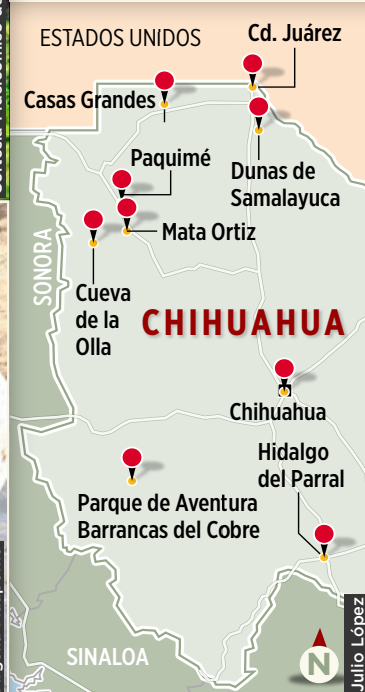 ESTADOS UNIDOS
Cd. Juárez
Casas Grandes
Paquimé
Dunas de
Samalayuca
Mata Ortiz
SONORA
Cueva
de la
Olla
CHIHUAHUA
Chihuahua
Hidalgo
del Parral
Parque de Aventura
Barrancas del Cobre
SINALOA
N
Julio López